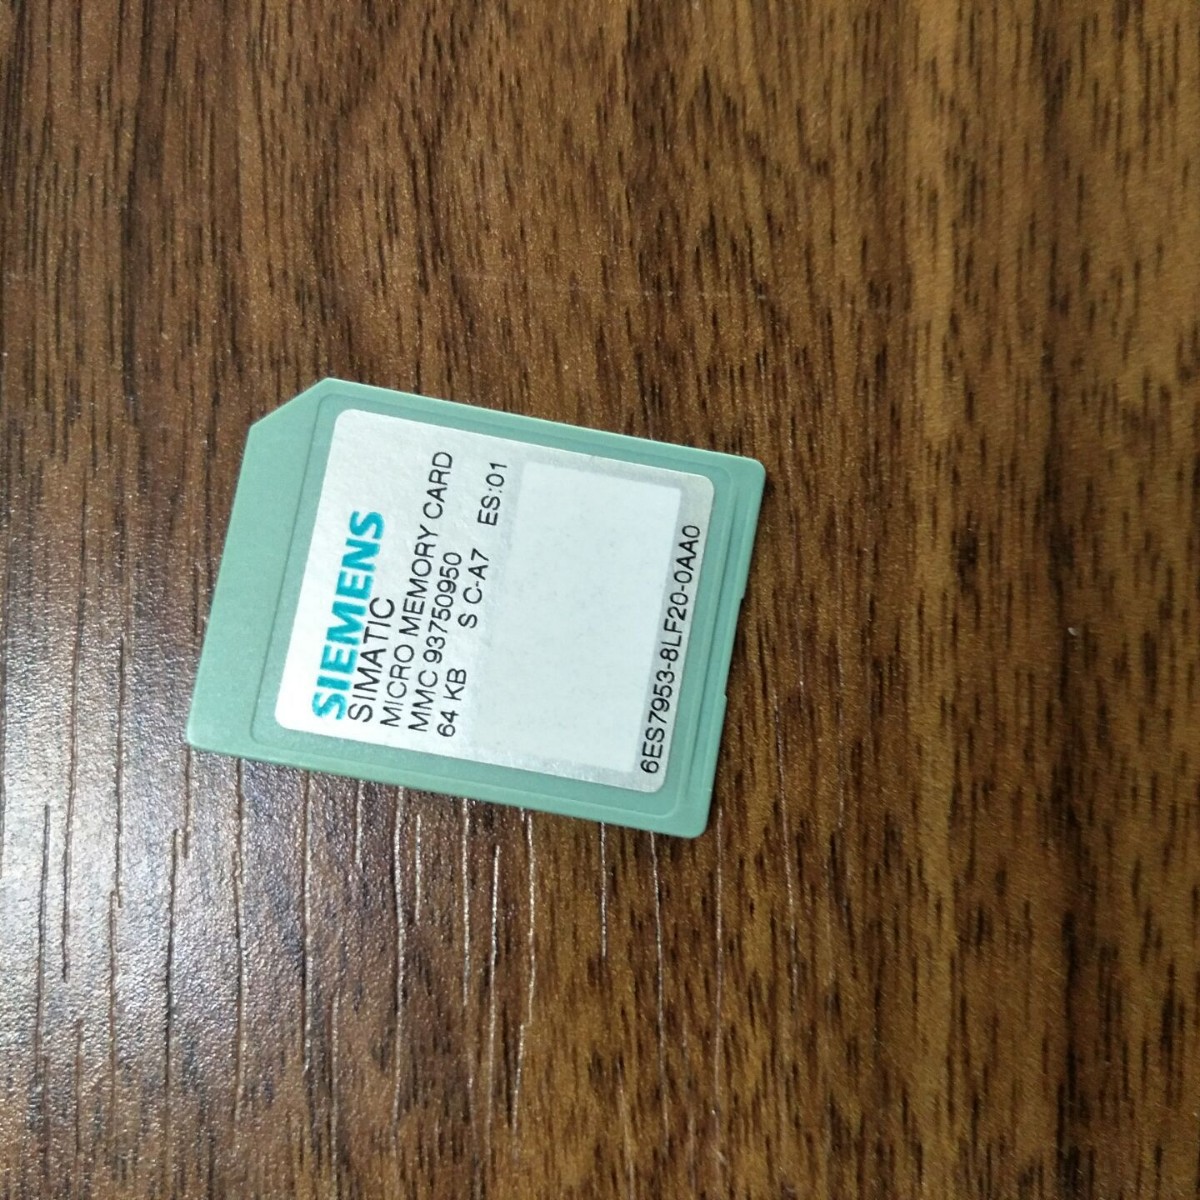 SIEMENS
SIMATIC
MICRO MEMORY CARD
MMC 93750950
64 KB S C-A7 ES:01
6ES7953-8LF20-0AA0